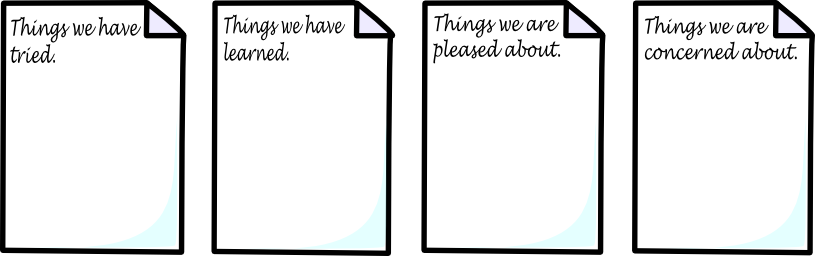 Things we have
tried.
Things we have
learned.
Things we are
pleased about.
Things we are
concerned about.